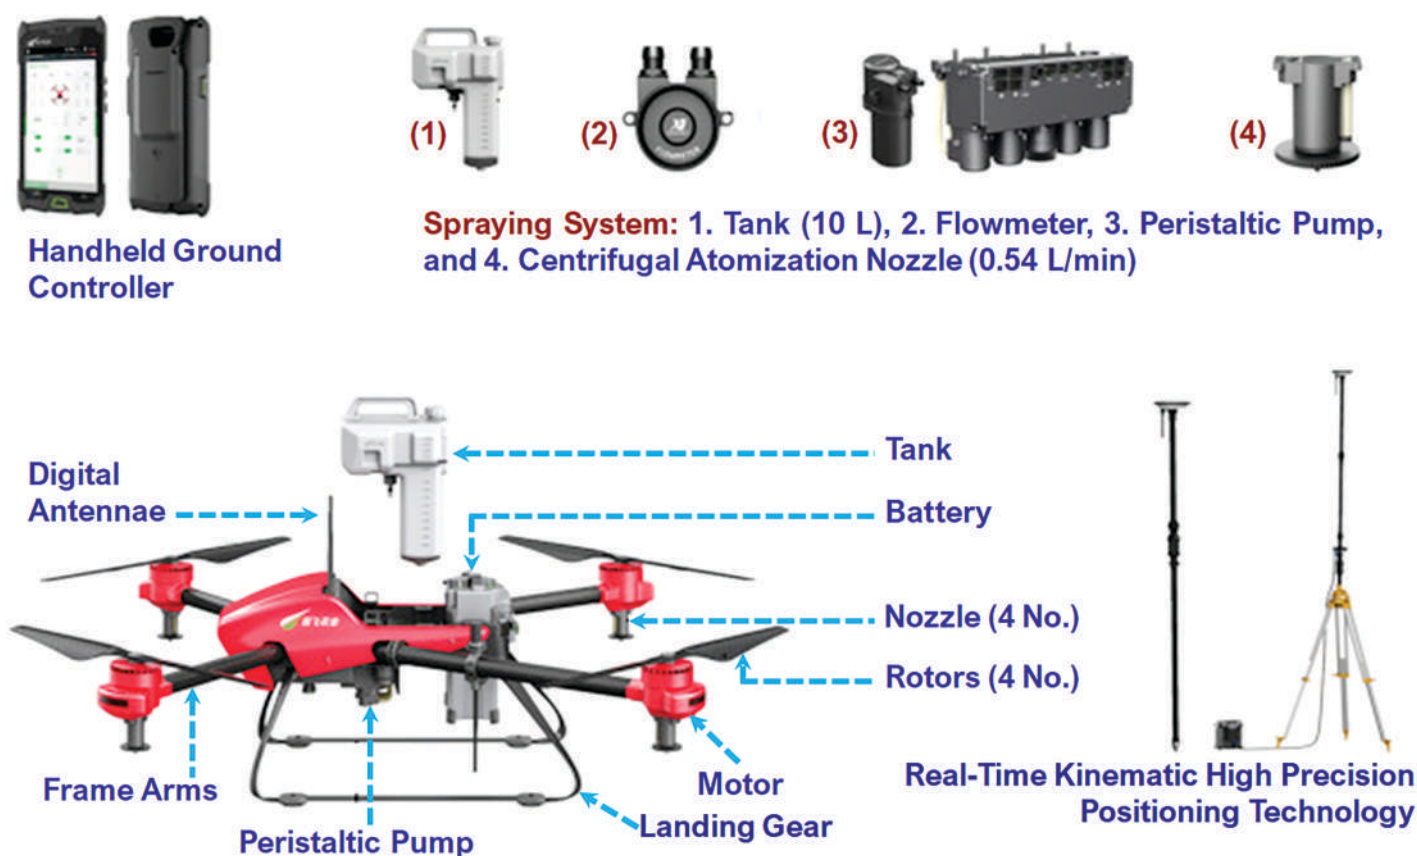 (1)
(2)
(3)
(4)
FLOWMETER
Handheld Ground
Controller
Spraying System: 1. Tank (10 L), 2. Flowmeter, 3. Peristaltic Pump,
and 4. Centrifugal Atomization Nozzle (0.54 L/min)
Digital
Antennae
Tank
Battery
Nozzle (4 No.)
Rotors (4 No.)
Frame Arms
Peristaltic Pump
Motor
Landing Gear
Real-Time Kinematic High Precision
Positioning Technology